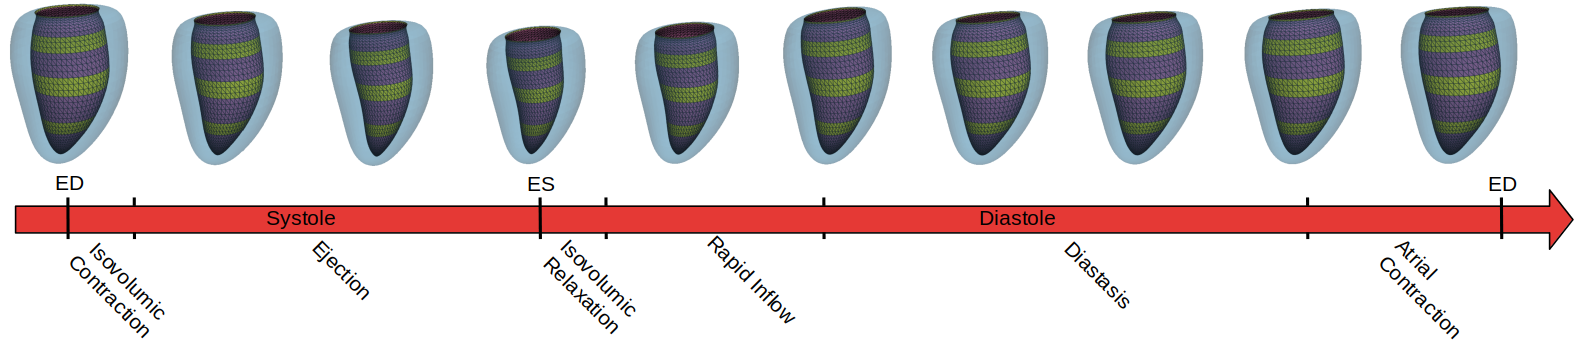 ED
ES
ED
Systole
Diastole
Isovolumic
Contraction
Ejection
Isovolumic
Relaxation
Rapid Inflow
Diastasis
Atrial
Contraction